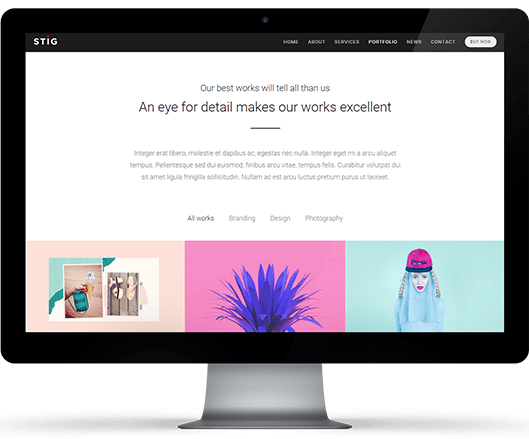 STiG
HOME ABOUT SERVICES PORTFOLIO NEWS CONTACT BUY NOW
Our best works will tell all than us
An eye for detail makes our works excellent
Integer erat libero, molestie et dapibus ac, egestas nec nulla. Integer eget mi a arcu aliquet
tempus. Pellentesque sed dui euismod, finibus arcu vitae, tempus felis. Curabitur volutpat dui
sit amet ligula fringilla sollicitudin. Nullam ac est arcu luctus pretium purus ut laoreet.
All works Branding Design Photography